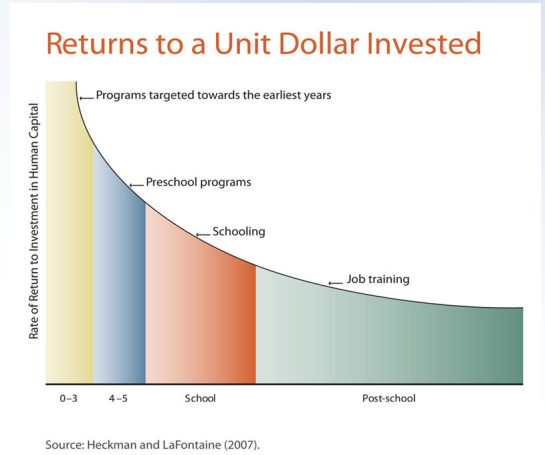 Returns to a Unit Dollar Invested
Programs targeted towards the earliest years
Preschool programs
Schooling
Job training
Rate of Return to Investment in Human Capital
0–3
4–5
School
Post-school
Source: Heckman and LaFontaine (2007).